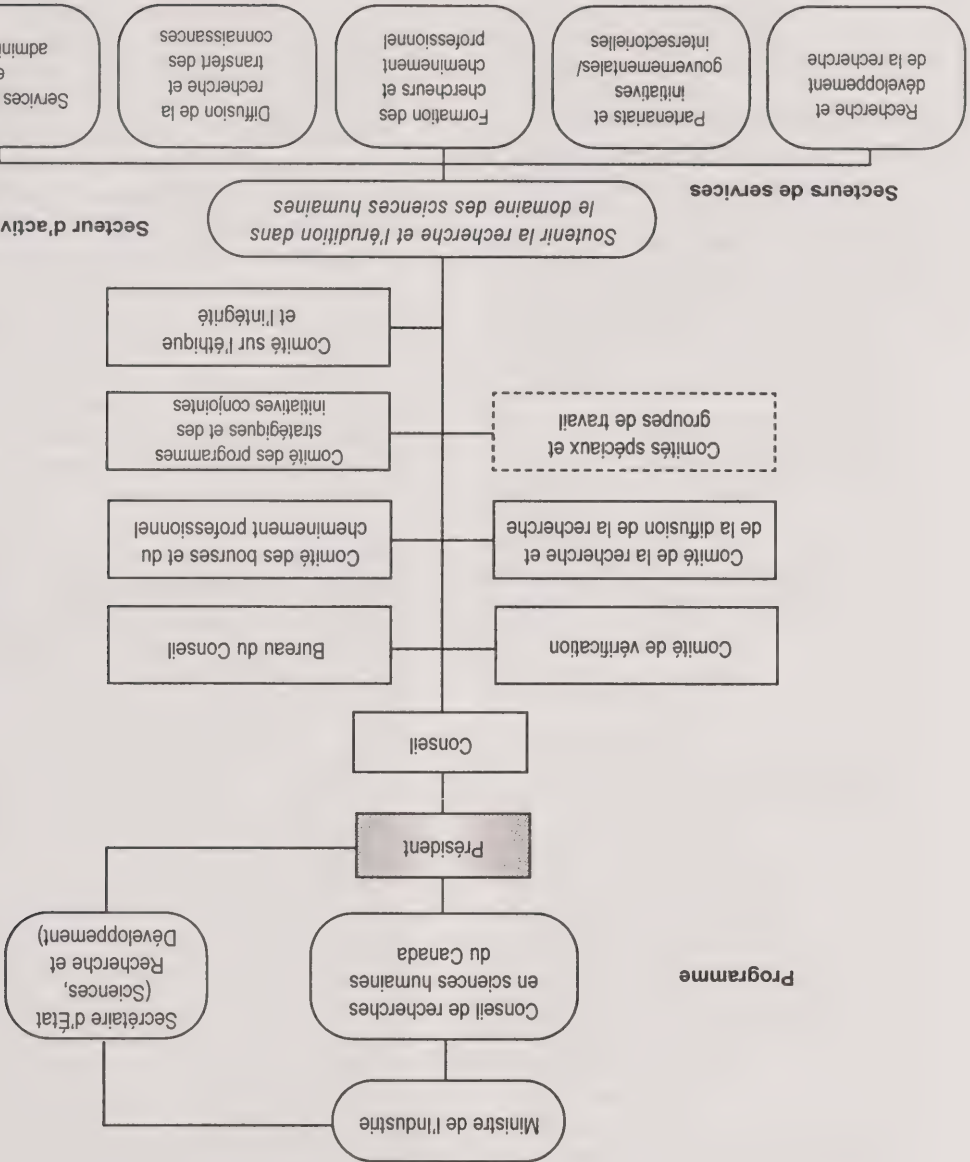 Ministre de l'Industrie
Programme
Conseil de recherches
en sciences humaines
du Canada
Secrétaire d'État
(Sciences,
Recherche et
Développement)
Président
Conseil
Comité de vérification
Bureau du Conseil
Comité de la recherche et
de la diffusion de la recherche
Comité des bourses et du
cheminement professionnel
Comités spéciaux et
groupes de travail
Comité des programmes
stratégiques et des
initiatives conjointes
Comité sur l'éthique
et l'intégrité
Secteur d'activ
Soutenir la recherche et l'érudition dans
le domaine des sciences humaines
Secteurs de services
Recherche et
développement
de la recherche
Partenariats et
initiatives
gouvernementales/
intersectorielles
Formation des
chercheurs et
cheminement
professionnel
Diffusion de la
recherche et
transfert des
connaissances
Services
e
admini